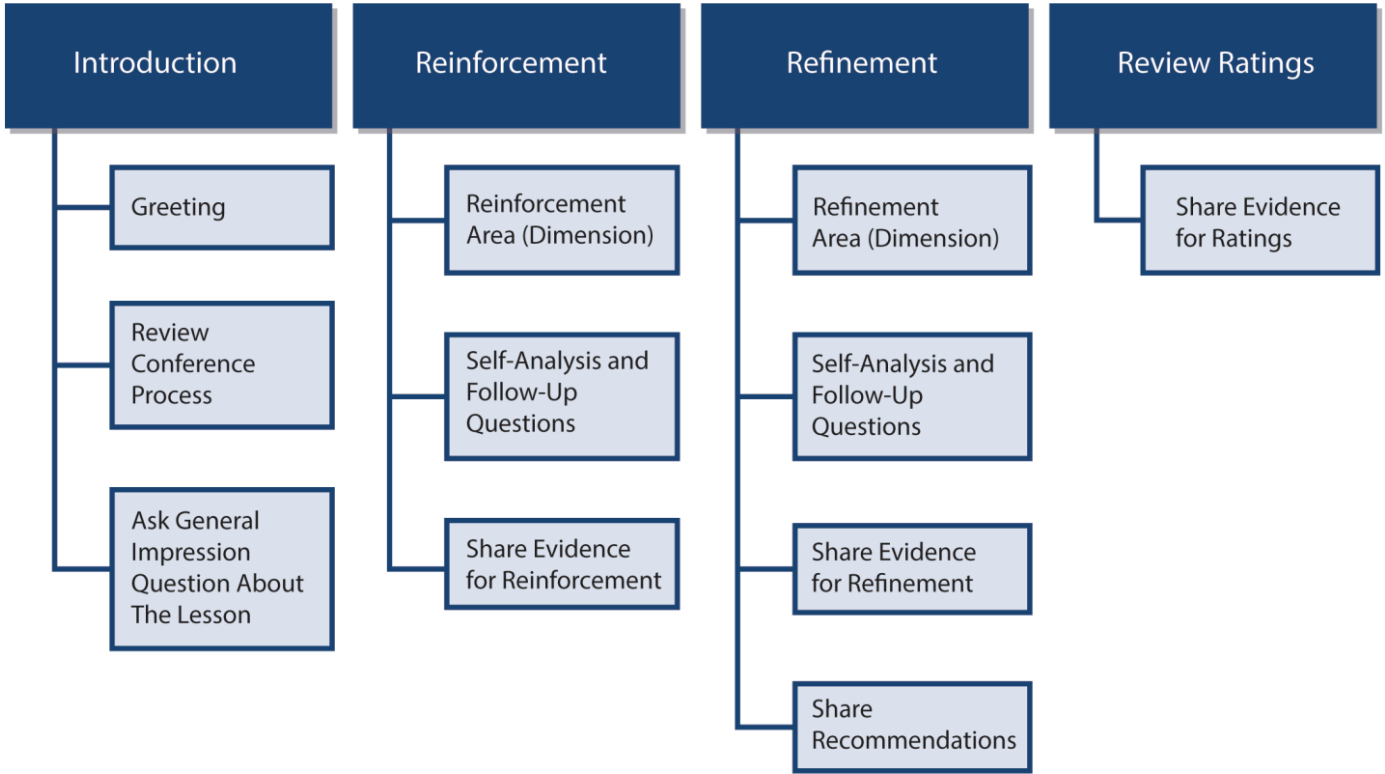 Introduction
Greeting
Review
Conference
Process
Ask General
Impression
Question About
The Lesson
Reinforcement
Reinforcement
Area (Dimension)
Self-Analysis and
Follow-Up
Questions
Share Evidence
for Reinforcement
Refinement
Refinement
Area (Dimension)
Self-Analysis and
Follow-Up
Questions
Share Evidence
for Refinement
Share
Recommendations
Review Ratings
Share Evidence
for Ratings